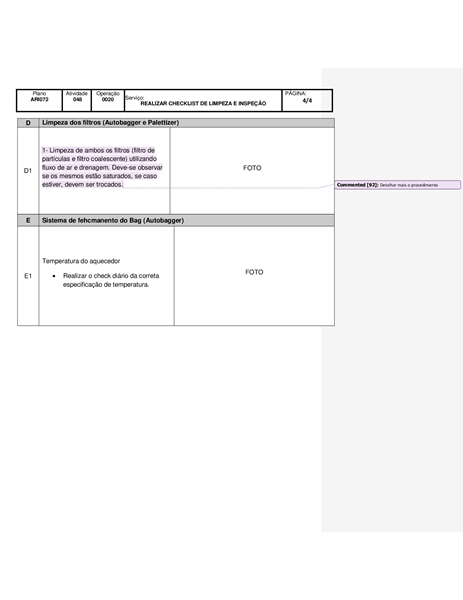 Plano
ARI072
Atividade
048
Operação
0020
Serviço:
REALIZAR CHECKLIST DE LIMPEZA E INSPEÇÃO
PÁGINA:
4/4
D Limpeza dos filtros (Autobagger e Palettizer)
D1
1- Limpeza de ambos os filtros (filtro de
partículas e filtro coalescente) utilizando
fluxo de ar e drenagem. Deve-se observar
se os mesmos estão saturados, se caso
estiver, devem ser trocados.
FOTO
Commented [92]: Detalhar mais o procedimento
E Sistema de fehcmanento do Bag (Autobagger)
E1
Temperatura do aquecedor
• Realizar o check diário da correta
especificação de temperatura.
FOTO